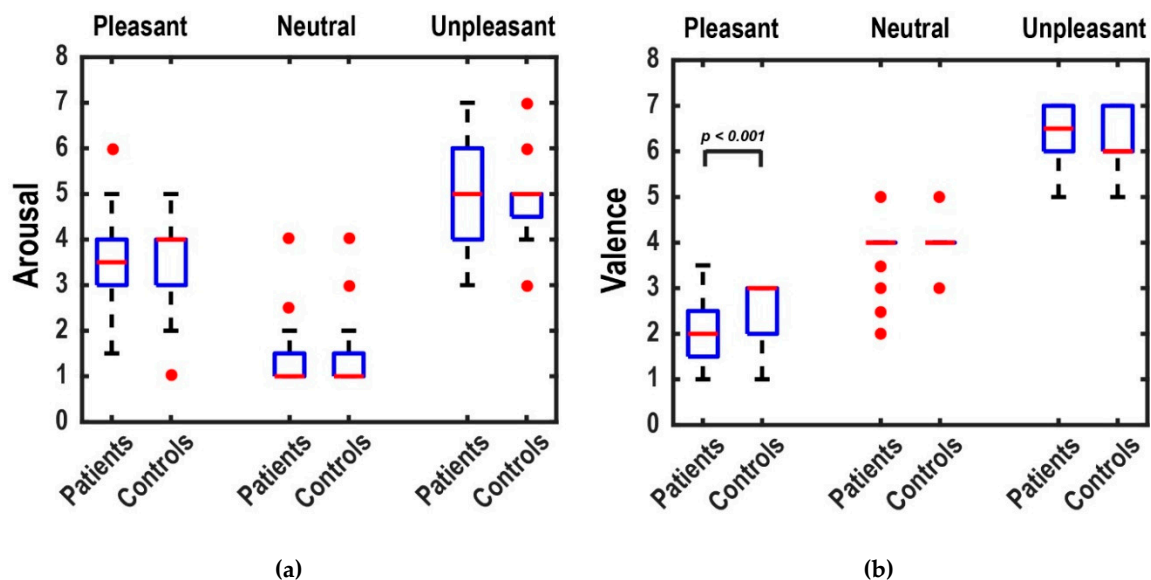 Pleasant Neutral Unpleasant
Arousal
8
7
6
5
4
3
2
1
0
Patients Controls Patients Controls Patients Controls
(a)
Pleasant Neutral Unpleasant
Valence
8
7
6
5
4
3
2
1
0
p < 0.001
Patients Controls Patients Controls Patients Controls
(b)